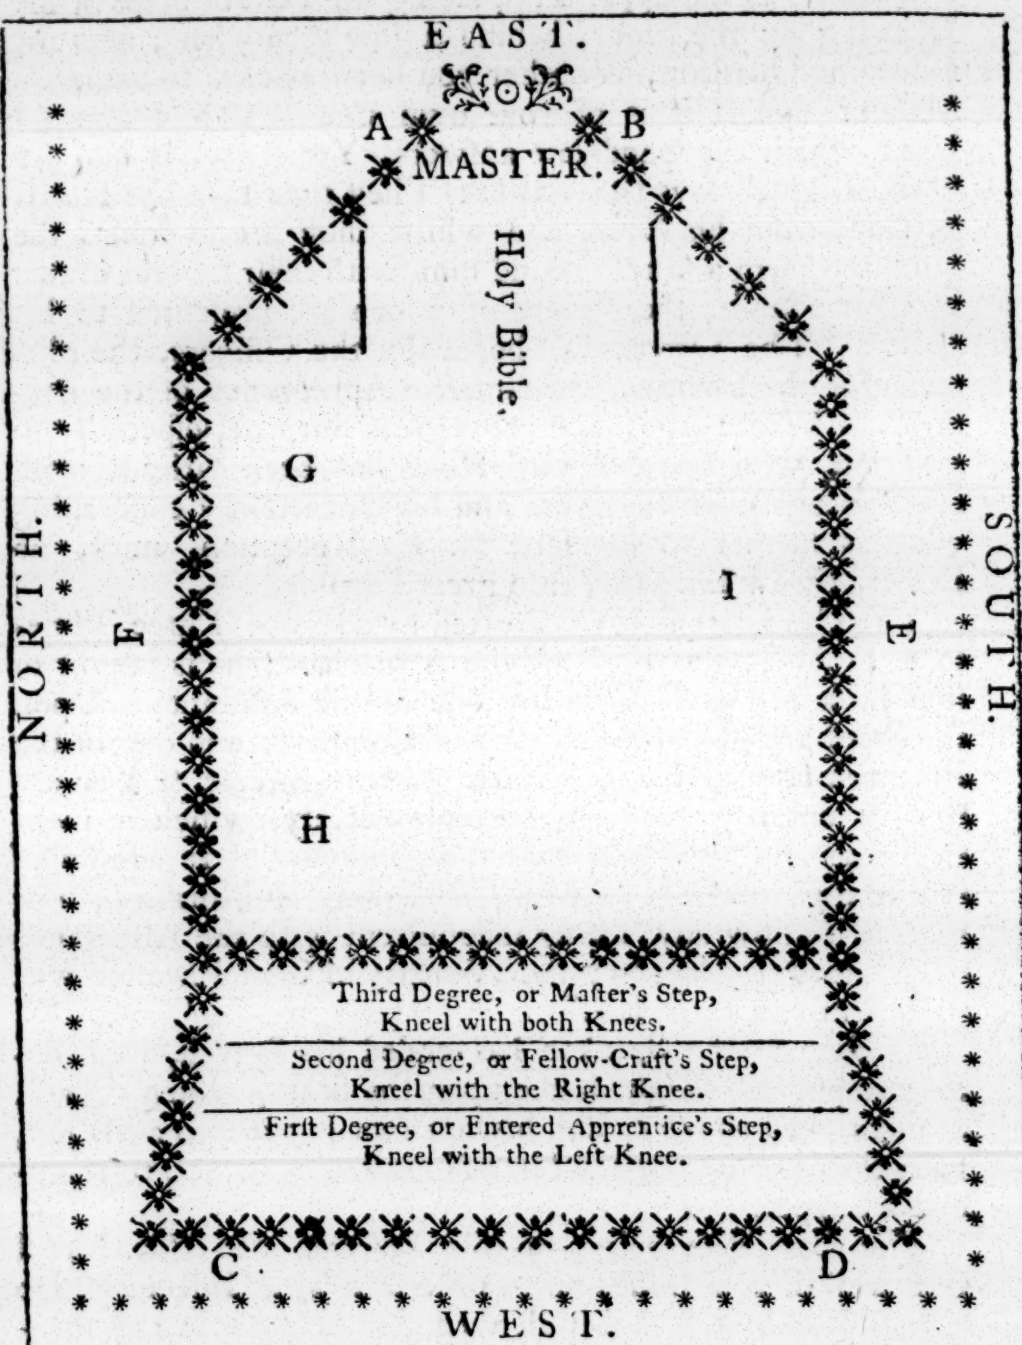 EAST.
A B
MASTER.
Holy Bible,
G
NORTH.
SOUTH.
I
F
E
H
Third Degree, or Maſter's Step,
Kneel with both Knees.
Second Degree, or Fellow-Craft's Step,
Kneel with the Right Knee.
Firſt Degree, or Entered Apprentice's Step,
Kneel with the Left Knee.
C D
WEST.